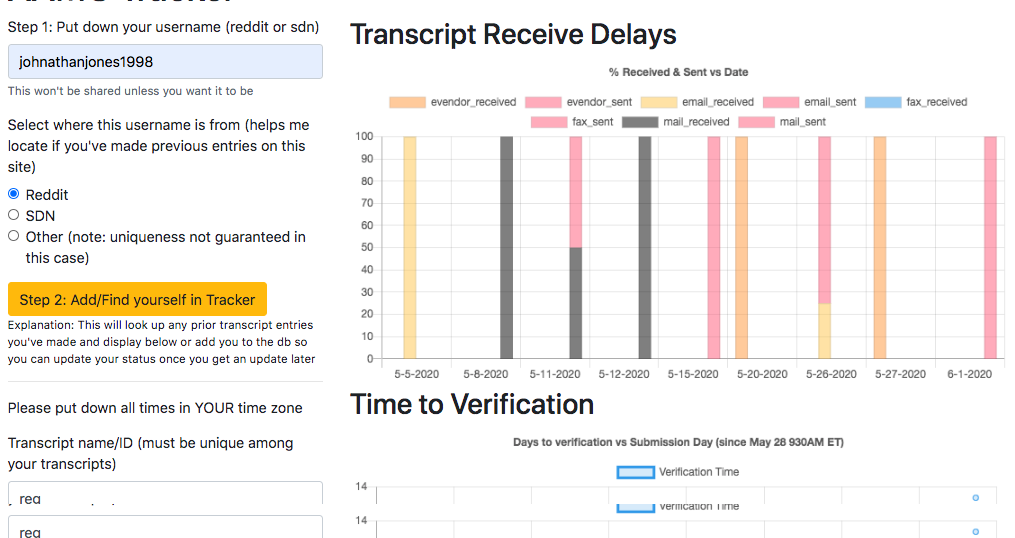 Step 1: Put down your username (reddit or sdn)
johnathanjones1998
This won't be shared unless you want it to be
Select where this username is from (helps me
locate if you've made previous entries on this
site)
Reddit
SDN
Other (note: uniqueness not guaranteed in
this case)
Step 2: Add/Find yourself in Tracker
Explanation: This will look up any prior transcript entries
you've made and display below or add you to the db so
you can update your status once you get an update later
Please put down all times in YOUR time zone
Transcript name/ID (must be unique among
your transcripts)
req
req
Transcript Receive Delays
% Received & Sent vs Date
evendor_received evendor_sent email_received email_sent fax_received
fax_sent mail_received mail_sent
100
90
80
70
60
50
40
30
20
10
0
5-5-2020 5-8-2020 5-11-2020 5-12-2020 5-15-2020 5-20-2020 5-26-2020 5-27-2020 6-1-2020
Time to Verification
Days to verification vs Submission Day (since May 28 930AM ET)
Verification Time
14
Verification Time
14